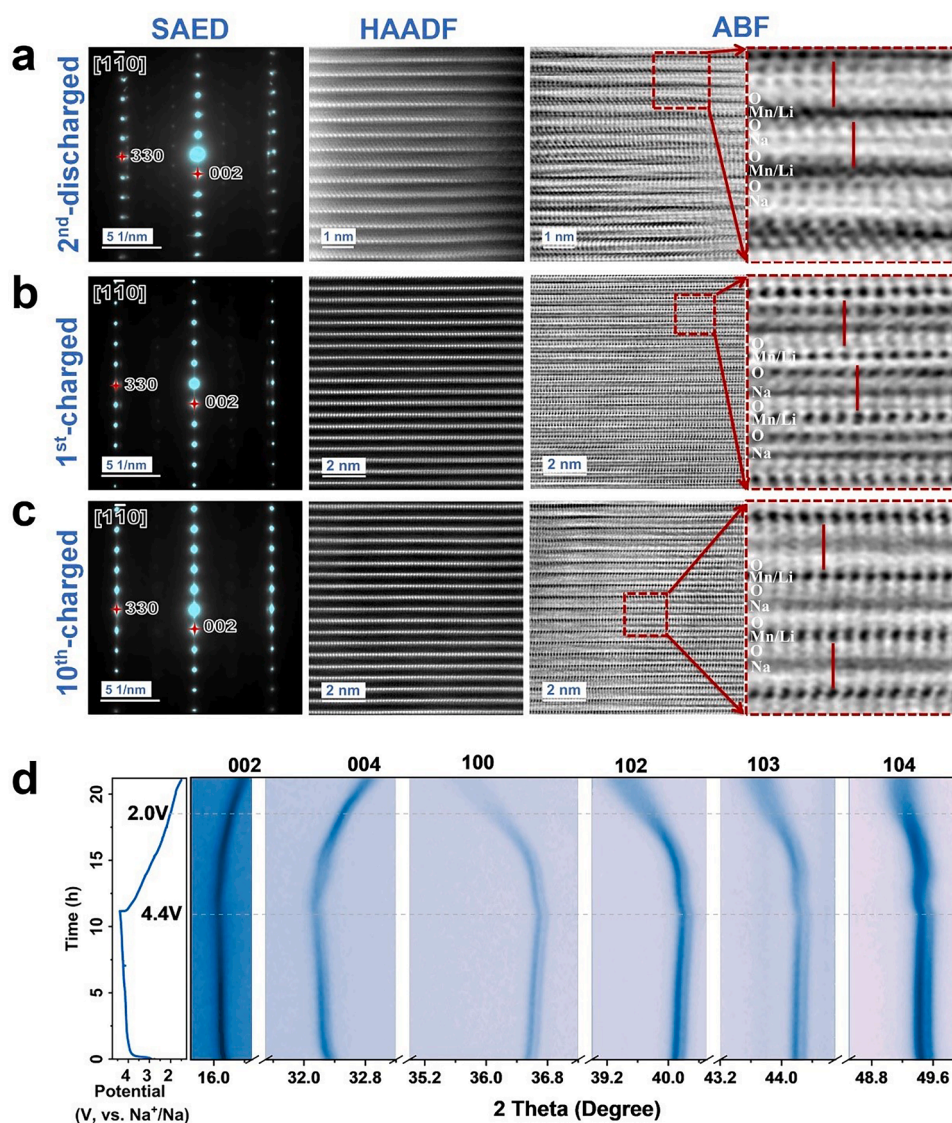 SAED HAADF ABF
a
2nd-discharged
[11̄0]
330
002
5 1/nm
1 nm
1 nm
O
Mn/Li
O
Na
O
Mn/Li
O
Na
b
1st-charged
[11̄0]
330
002
5 1/nm
2 nm
2 nm
O
Mn/Li
O
Na
O
Mn/Li
O
Na
c
10th-charged
[11̄0]
330
002
5 1/nm
2 nm
2 nm
O
Mn/Li
O
Na
O
Mn/Li
O
Na
d
002 004 100 102 103 104
20
15
10
5
0
Time (h)
2.0V
4.4V
4 3 2
Potential
(V, vs. Na+/Na)
16.0 32.0 32.8 35.2 36.0 36.8 39.2 40.0 43.2 44.4 48.8 49.6
2 Theta (Degree)